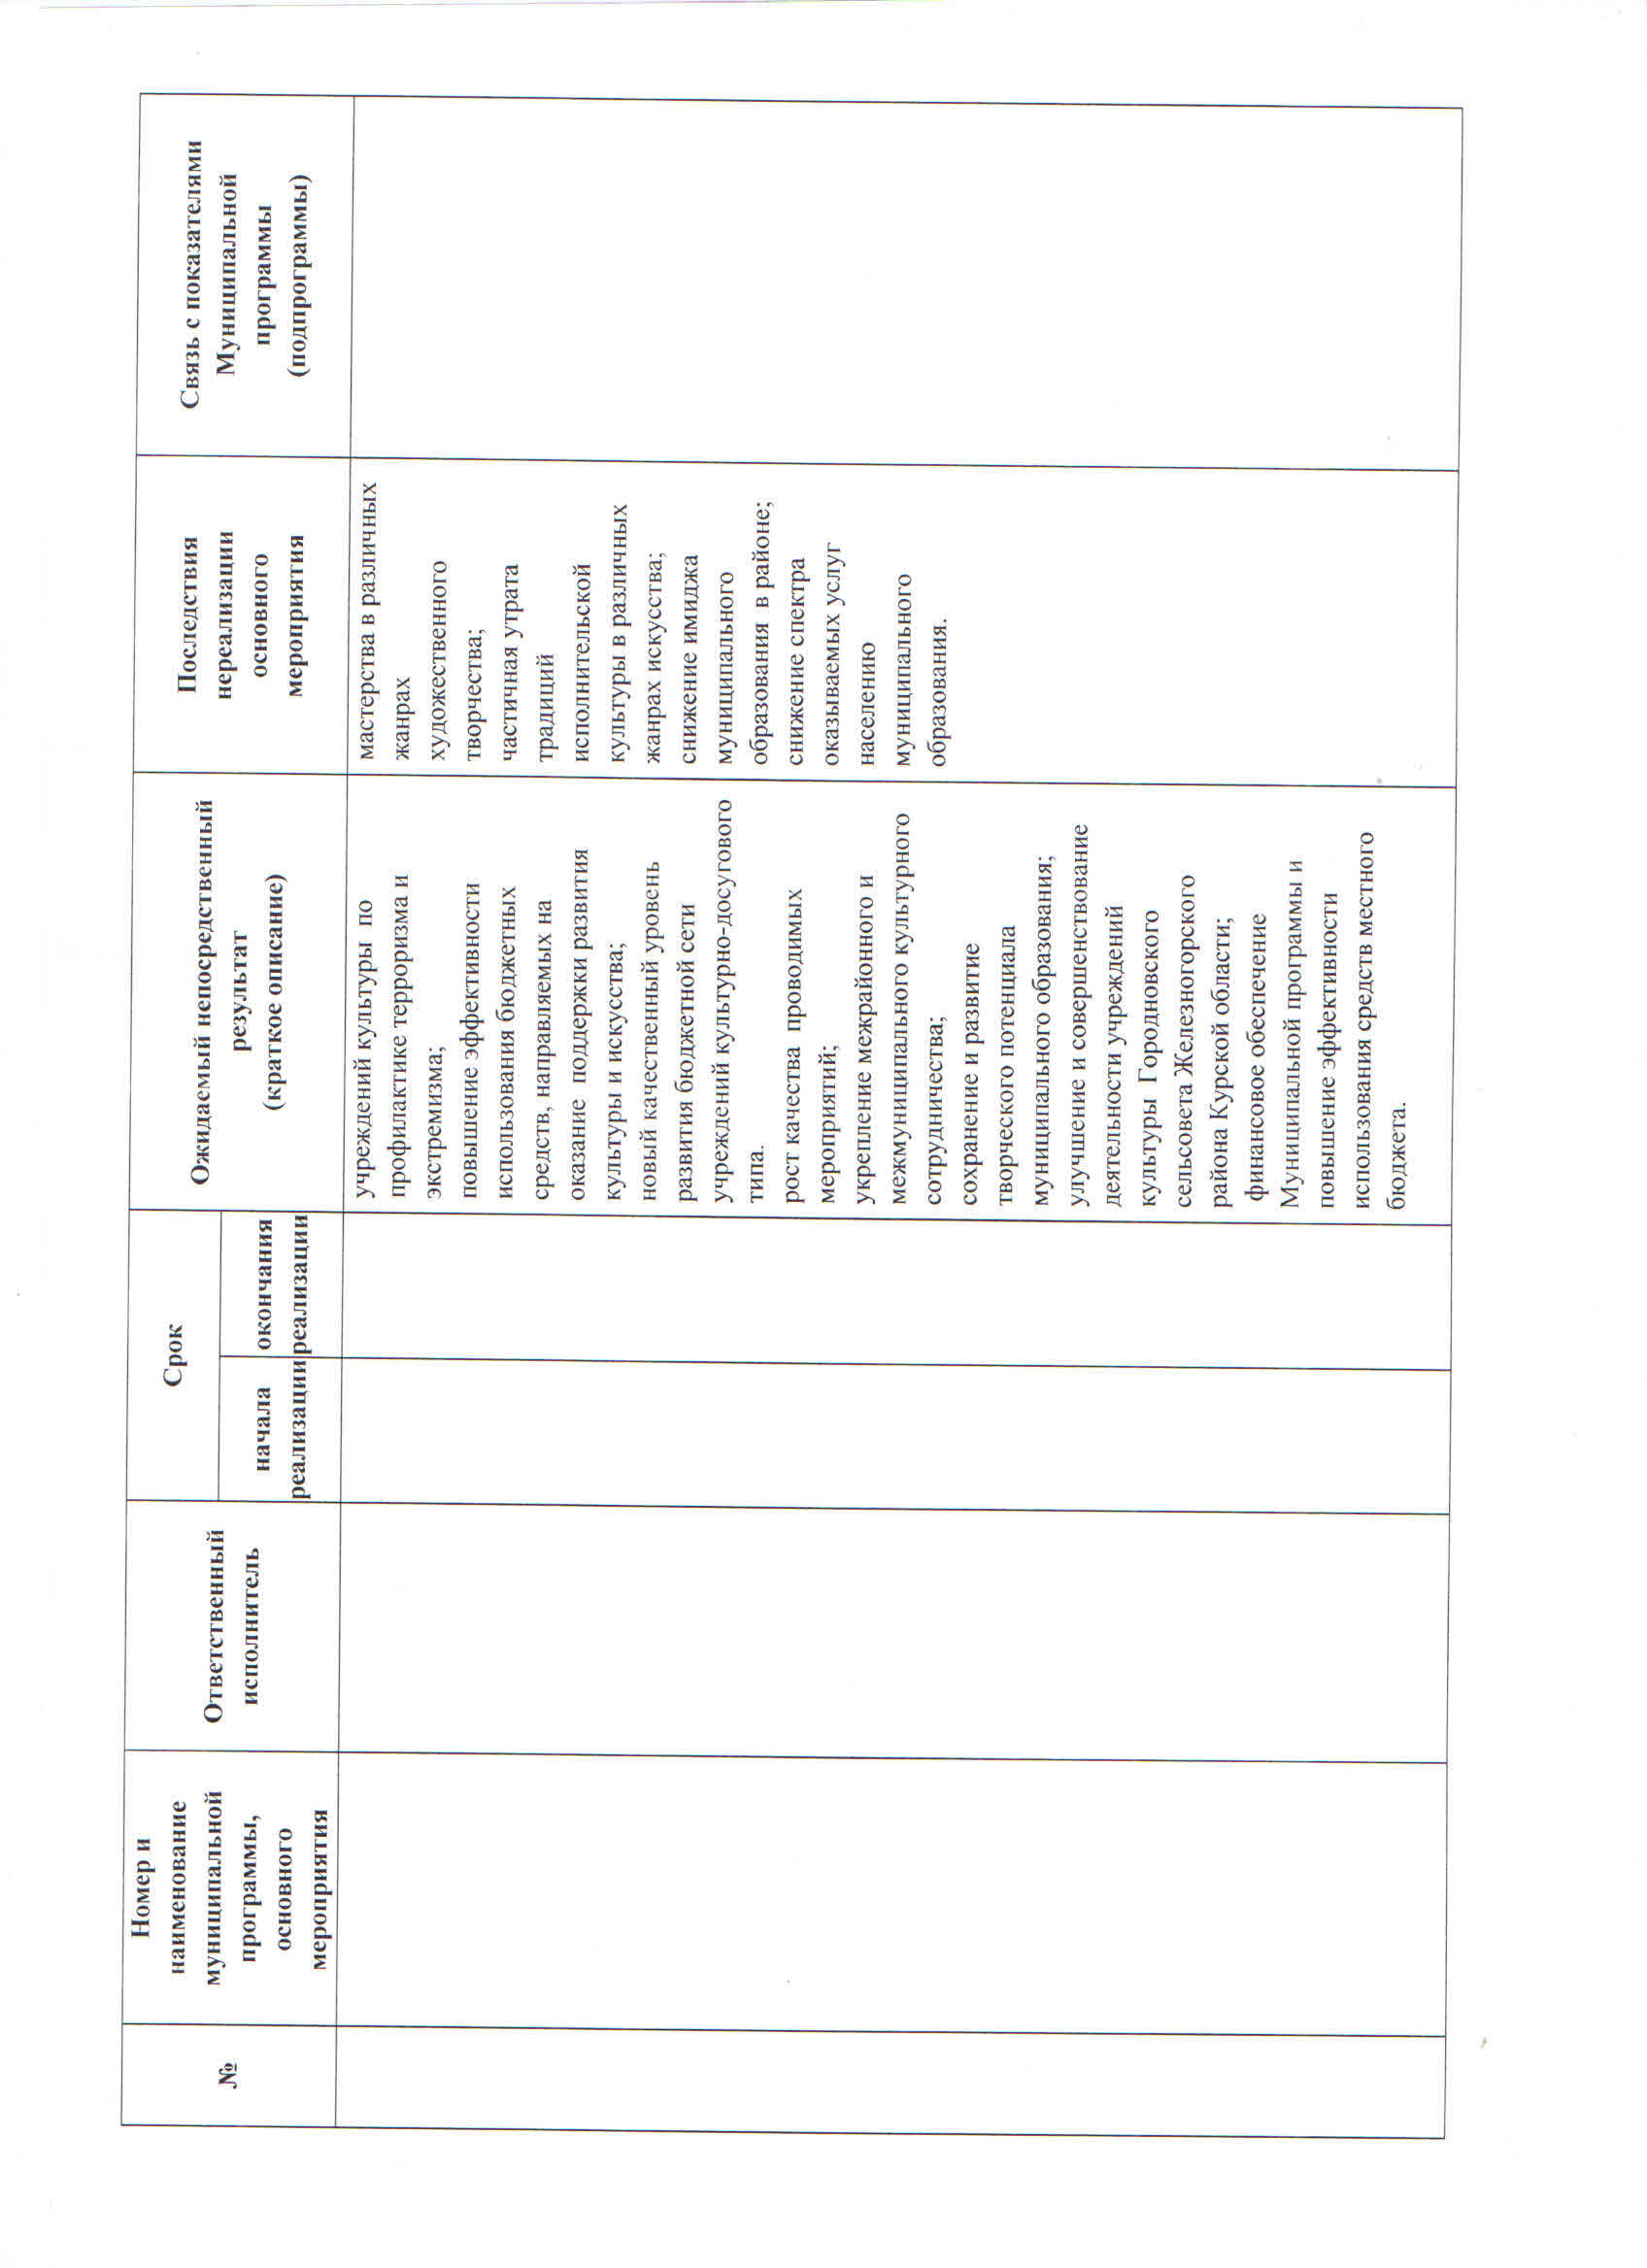 №
Номер и
наименование
муниципальной
программы,
основного
мероприятия
Ответственный
исполнитель
Срок
начала
реализации
окончания
реализации
Ожидаемый непосредственный
результат
(краткое описание)
Последствия
нереализации
основного
мероприятия
Связь с показателями
Муниципальной
программы
(подпрограммы)
учреждений культуры по
профилактике терроризма и
экстремизма;
повышение эффективности
использования бюджетных
средств, направляемых на
оказание поддержки развития
культуры и искусства;
новый качественный уровень
развития бюджетной сети
учреждений культурно-досугового
типа.
рост качества проводимых
мероприятий;
укрепление межрайонного и
межмуниципального культурного
сотрудничества;
сохранение и развитие
творческого потенциала
муниципального образования;
улучшение и совершенствование
деятельности учреждений
культуры Городновского
сельсовета Железногорского
района Курской области;
финансовое обеспечение
Муниципальной программы и
повышение эффективности
использования средств местного
бюджета.
мастерства в различных
жанрах
художественного
творчества;
частичная утрата
традиций
исполнительской
культуры в различных
жанрах искусства;
снижение имиджа
муниципального
образования в районе;
снижение спектра
оказываемых услуг
населению
муниципального
образования.